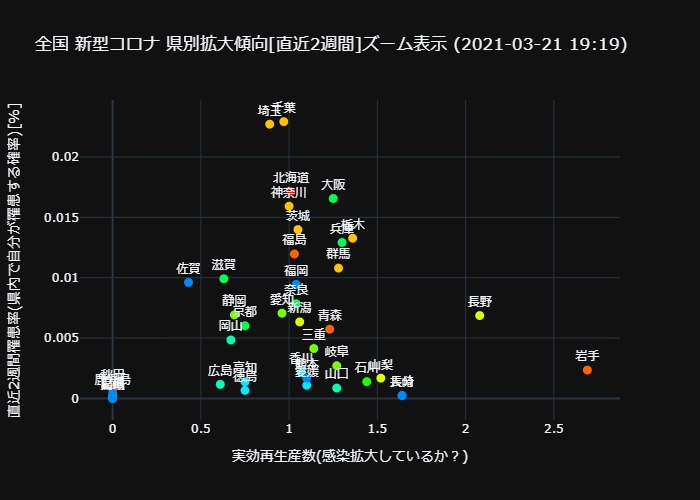 全国 新型コロナ 県別拡大傾向[直近2週間]ズーム表示 (2021-03-21 19:19)
直近2週間罹患率(県内で自分が罹患する確率)[%]
0.02
0.015
0.01
0.005
0
埼玉
千葉
北海道
神奈川
大阪
茨城
兵庫
栃木
福島
群馬
佐賀
滋賀
福岡
奈良
静岡
京都
愛知
新潟
長野
岡山
青森
三重
香川
岐阜
岩手
広島
高知
徳島
愛媛
山口
石川
山梨
秋田
0
0.5
1
1.5
2
2.5
実効再生産数(感染拡大しているか？)